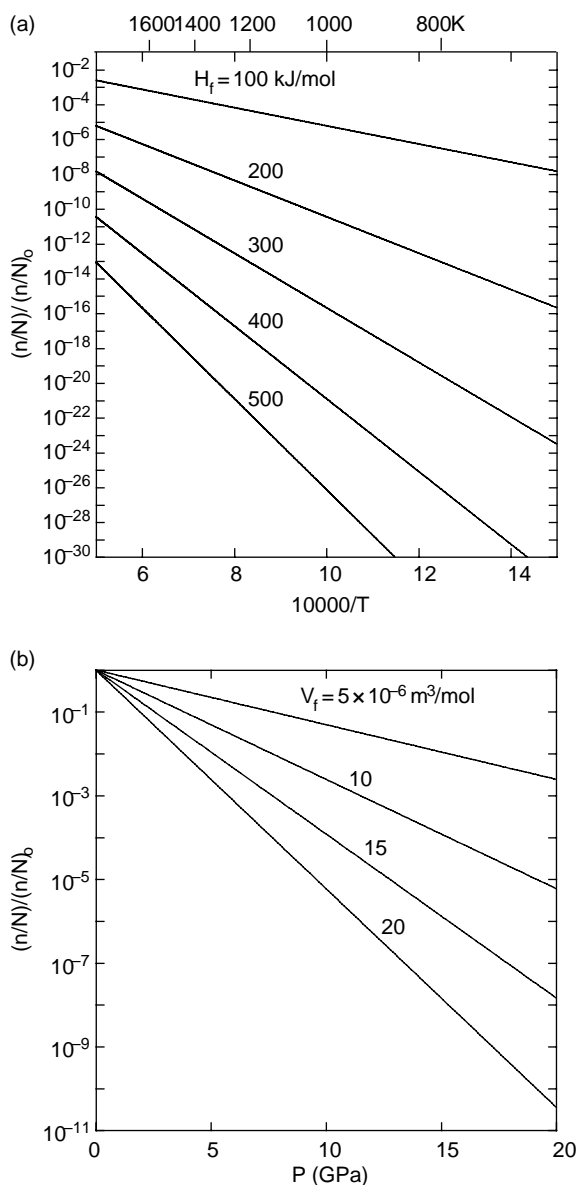 (a)
1600 1400 1200 1000 800K
H_f = 100 kJ/mol
200
300
400
500
10⁻²
10⁻⁴
10⁻⁶
10⁻⁸
10⁻¹⁰
10⁻¹²
10⁻¹⁴
10⁻¹⁶
10⁻¹⁸
10⁻²⁰
10⁻²²
10⁻²⁴
10⁻²⁶
10⁻²⁸
10⁻³⁰
(n/N)/(n/N)₀
6 8 10 12 14
10000/T
(b)
V_f = 5 × 10⁻⁶ m³/mol
10
15
20
10⁻¹
10⁻³
10⁻⁵
10⁻⁷
10⁻⁹
10⁻¹¹
(n/N)/(n/N)₀
0 5 10 15 20
P (GPa)